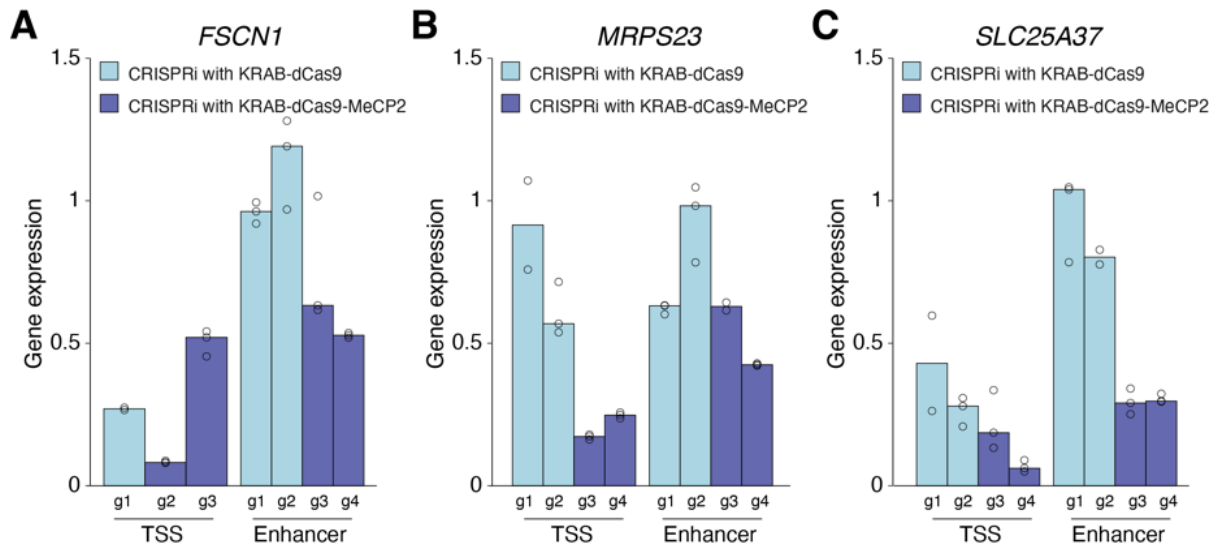 A
FSCN1
1.5
CRISPRi with KRAB-dCas9
CRISPRi with KRAB-dCas9-MeCP2
1
0.5
0
Gene expression
g1 g2 g3 g1 g2 g3 g4
TSS Enhancer
B
MRPS23
1.5
CRISPRi with KRAB-dCas9
CRISPRi with KRAB-dCas9-MeCP2
1
0.5
0
Gene expression
g1 g2 g3 g4 g1 g2 g3 g4
TSS Enhancer
C
SLC25A37
1.5
CRISPRi with KRAB-dCas9
CRISPRi with KRAB-dCas9-MeCP2
1
0.5
0
Gene expression
g1 g2 g3 g4 g1 g2 g3 g4
TSS Enhancer